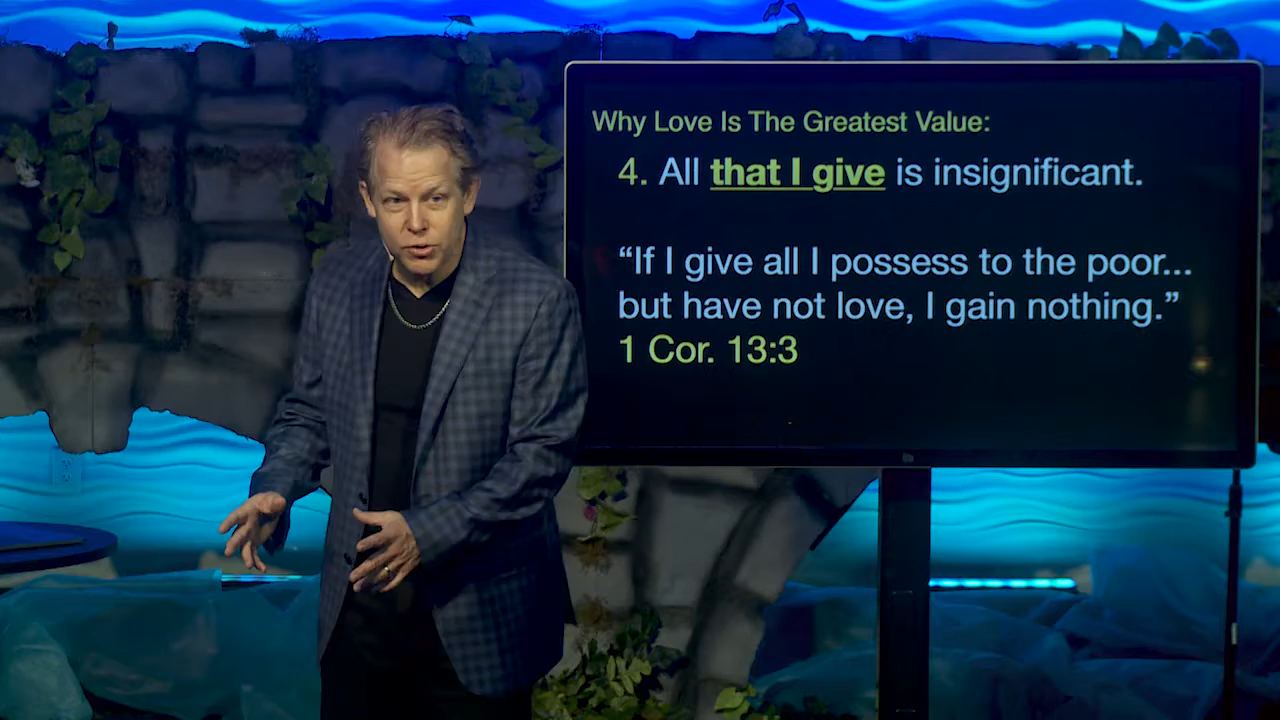 Why Love Is The Greatest Value:
4. All that I give is insignificant.
“If I give all I possess to the poor...
but have not love, I gain nothing.”
1 Cor. 13:3